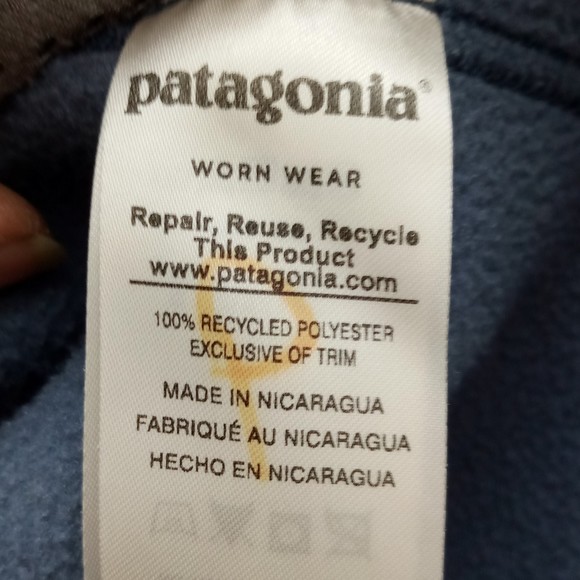 patagonia®
WORN WEAR
Repair, Reuse, Recycle
This Product
www.patagonia.com
100% RECYCLED POLYESTER
EXCLUSIVE OF TRIM
MADE IN NICARAGUA
FABRIQUÉ AU NICARAGUA
HECHO EN NICARAGUA